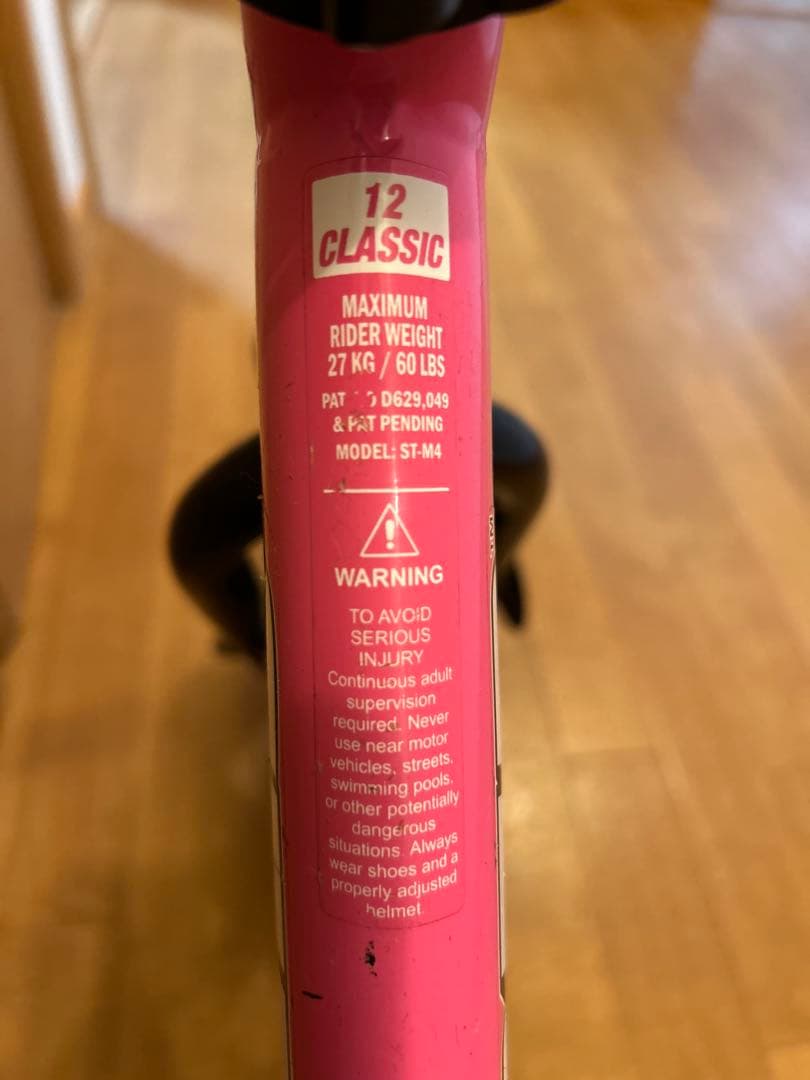 12
CLASSIC
MAXIMUM
RIDER WEIGHT
27 KG / 60 LBS
PAT D629,049
& PAT PENDING
MODEL: ST-M4
WARNING
TO AVOID
SERIOUS
INJURY
Continuous adult
supervision
required. Never
use near motor
vehicles, streets,
swimming pools,
or other potentially
dangerous
situations. Always
wear shoes and a
properly adjusted
helmet.